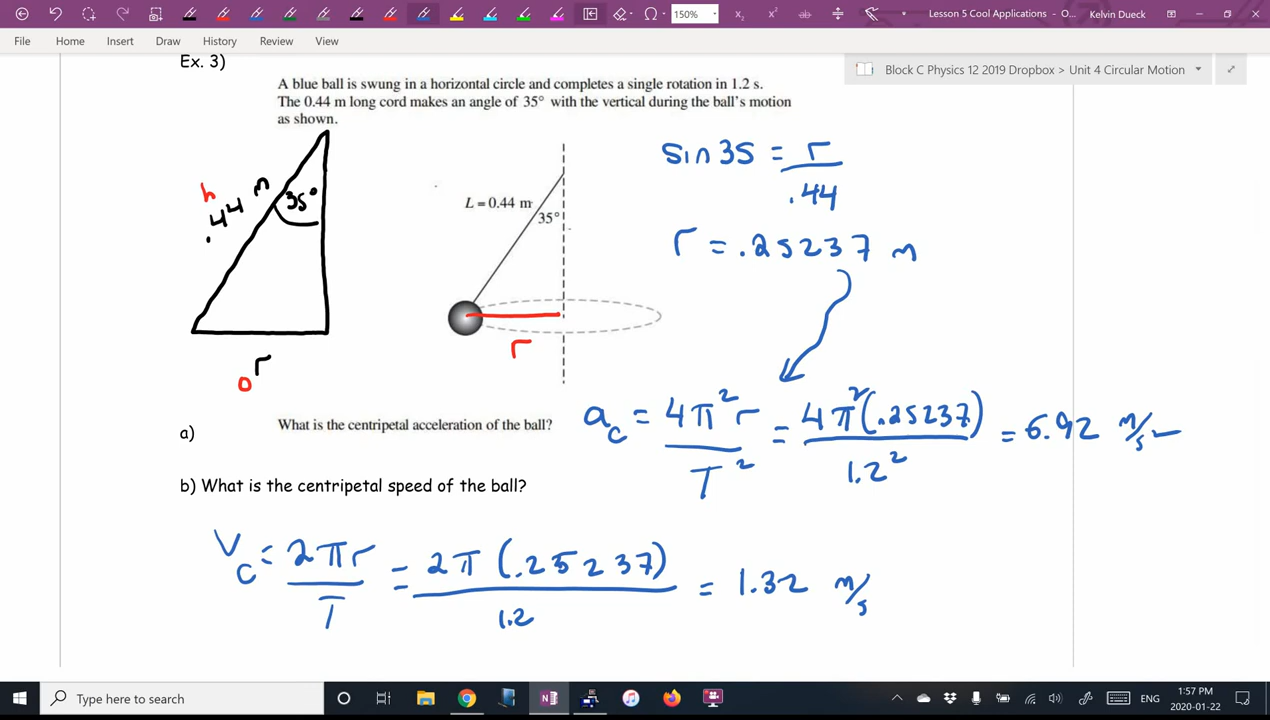 Lesson 5 Cool Applications - O...
Kelvin Dueck
150%
File Home Insert Draw History Review View
Block C Physics 12 2019 Dropbox > Unit 4 Circular Motion
Ex. 3)
A blue ball is swung in a horizontal circle and completes a single rotation in 1.2 s.
The 0.44 m long cord makes an angle of 35° with the vertical during the ball's motion
as shown.
h
.44 m
35°
r
o
L = 0.44 m
35°
r
sin 35 = r / .44
r = .25237 m
a)
What is the centripetal acceleration of the ball?
a_c = 4π²r / T² = 4π²(.25237) / 1.2² = 6.92 m/s
b) What is the centripetal speed of the ball?
v_c = 2πr / T = 2π (.25237) / 1.2 = 1.32 m/s
Type here to search
ENG
1:57 PM
2020-01-22